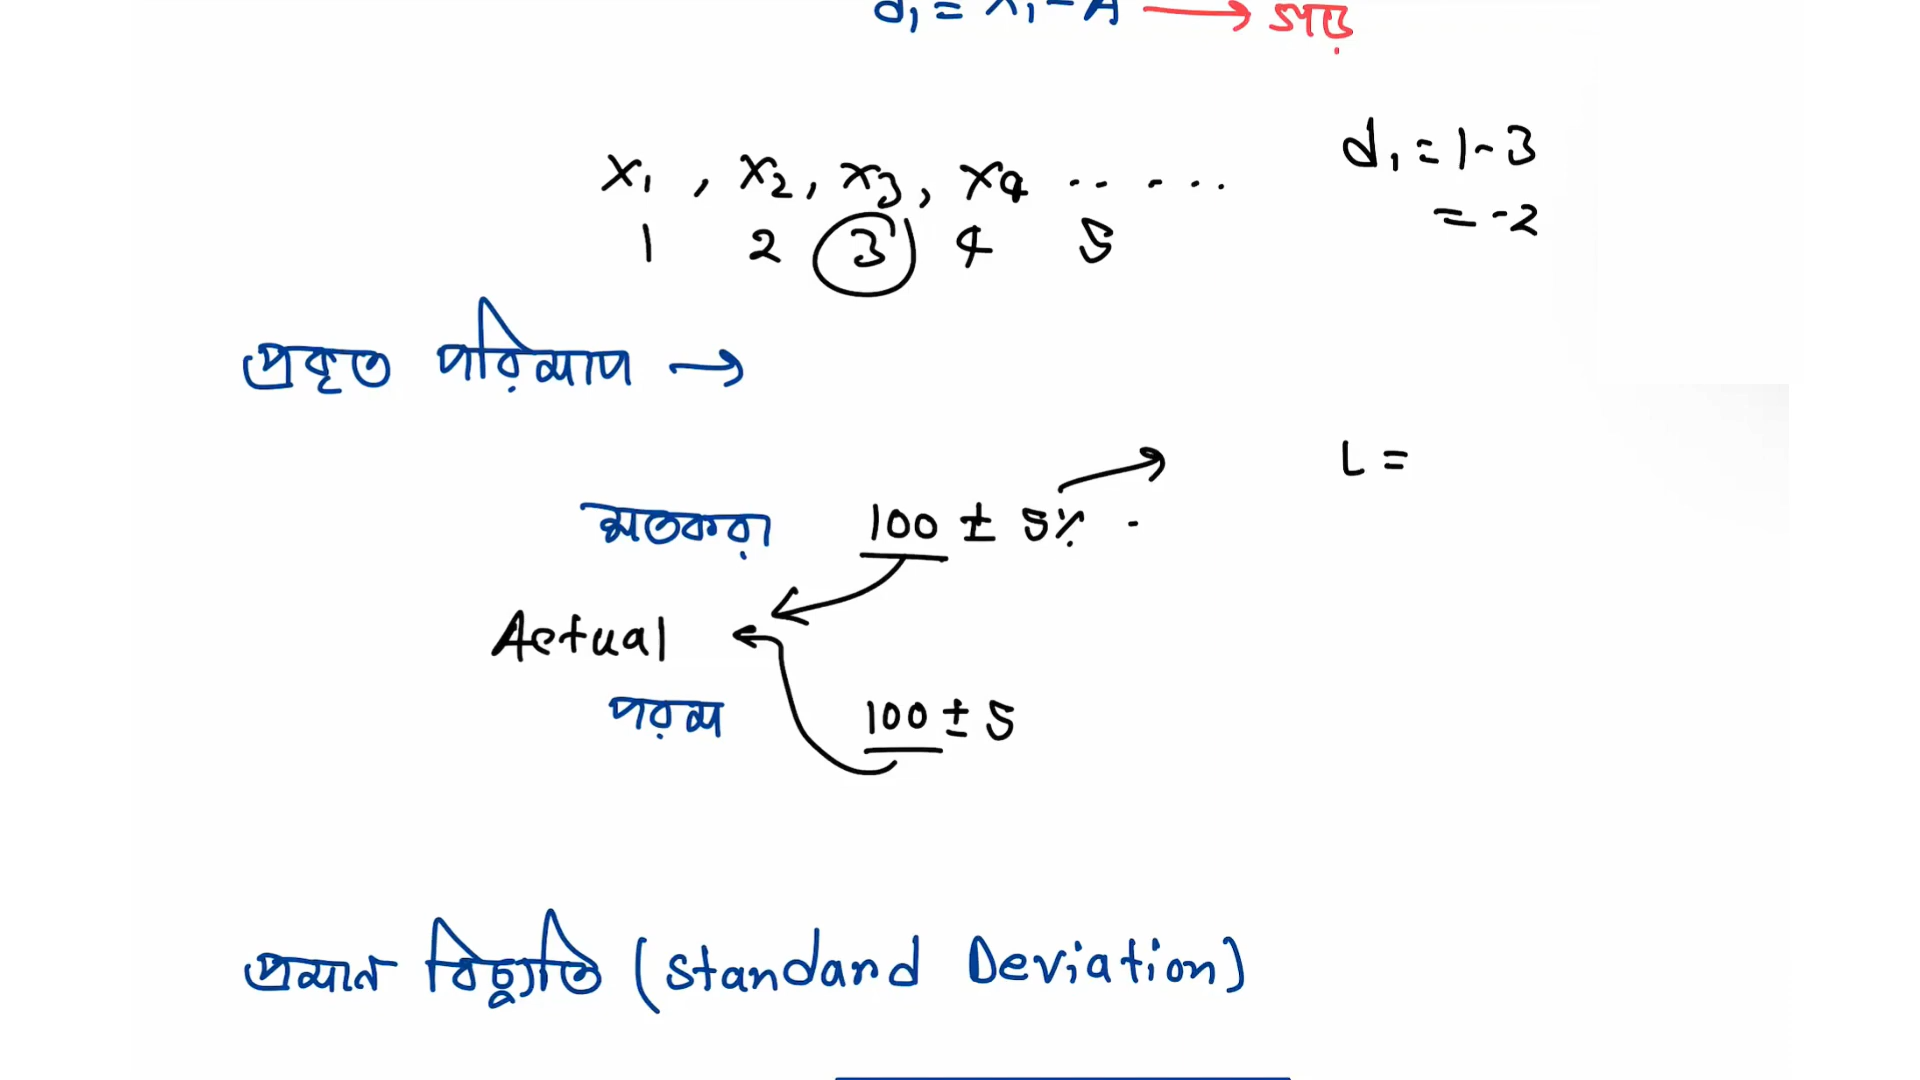 d₁ = x₁ - A → গড়
x₁ , x₂, x₃, x₄ .. - ...
d₁ = 1-3
1 2 3 4 5
= -2
প্রকৃত পরিমাপ →
L =
শতকরা 100 ± 5% -
Actual
পরম 100 ± 5
প্রমান বিচ্যুতি (Standard Deviation)